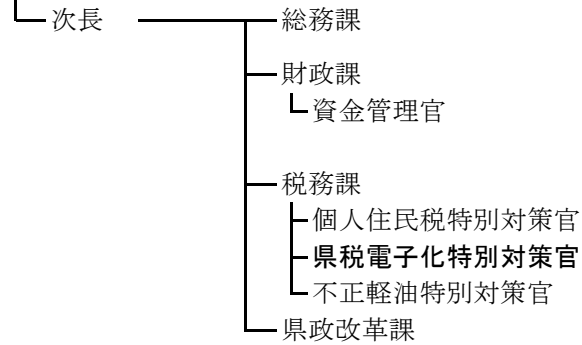 次長 総務課
財政課
資金管理官
税務課
個人住民税特別対策官
県税電子化特別対策官
不正軽油特別対策官
県政改革課